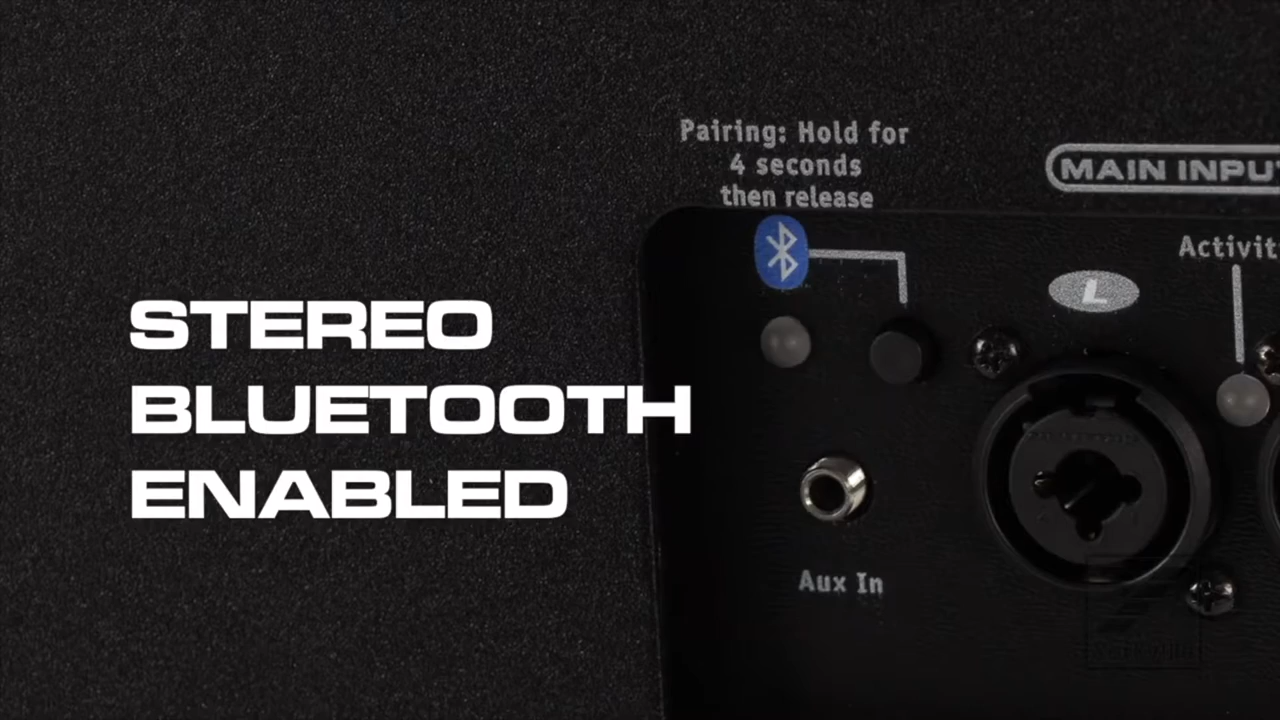 Pairing: Hold for
4 seconds
then release
MAIN INPU
Activit
L
STEREO
BLUETOOTH
ENABLED
Aux In